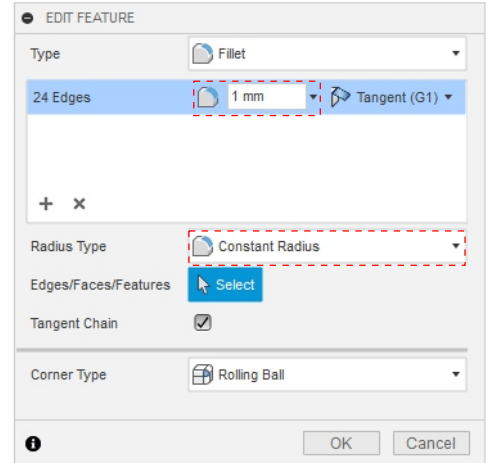 EDIT FEATURE
Type Fillet
24 Edges 1 mm Tangent (G1)
Radius Type Constant Radius
Edges/Faces/Features Select
Tangent Chain
Corner Type Rolling Ball
OK Cancel